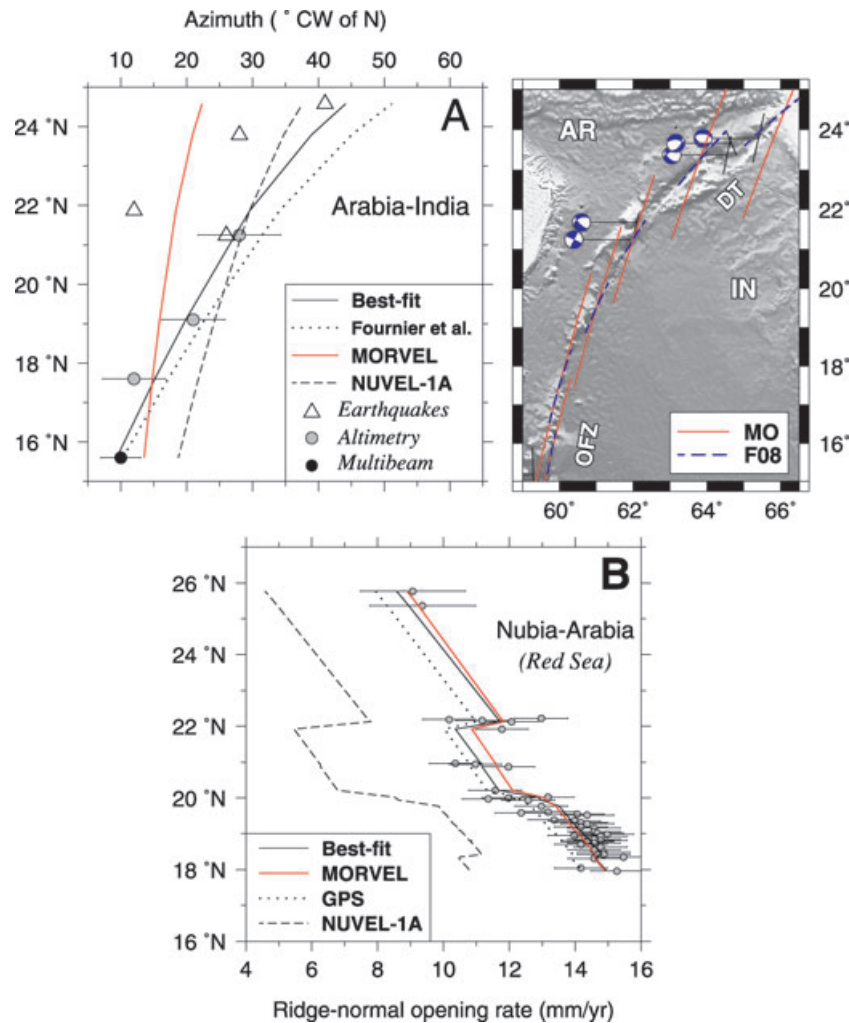 Azimuth ( ° CW of N)
10 20 30 40 50 60
24 °N
22 °N
20 °N
18 °N
16 °N
A
Arabia-India
Best-fit
Fournier et al.
MORVEL
NUVEL-1A
Earthquakes
Altimetry
Multibeam
AR
DT
IN
OFZ
MO
F08
24°
22°
20°
18°
16°
60° 62° 64° 66°
B
Nubia-Arabia
(Red Sea)
26 °N
24 °N
22 °N
20 °N
18 °N
16 °N
Best-fit
MORVEL
GPS
NUVEL-1A
4 6 8 10 12 14 16
Ridge-normal opening rate (mm/yr)